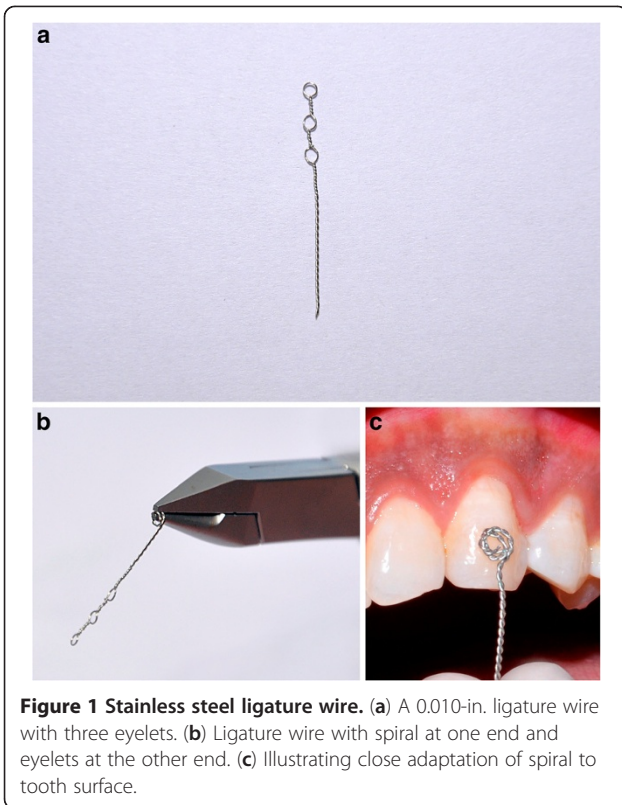 a
b
c
Figure 1 Stainless steel ligature wire. (a) A 0.010-in. ligature wire
with three eyelets. (b) Ligature wire with spiral at one end and
eyelets at the other end. (c) Illustrating close adaptation of spiral to
tooth surface.